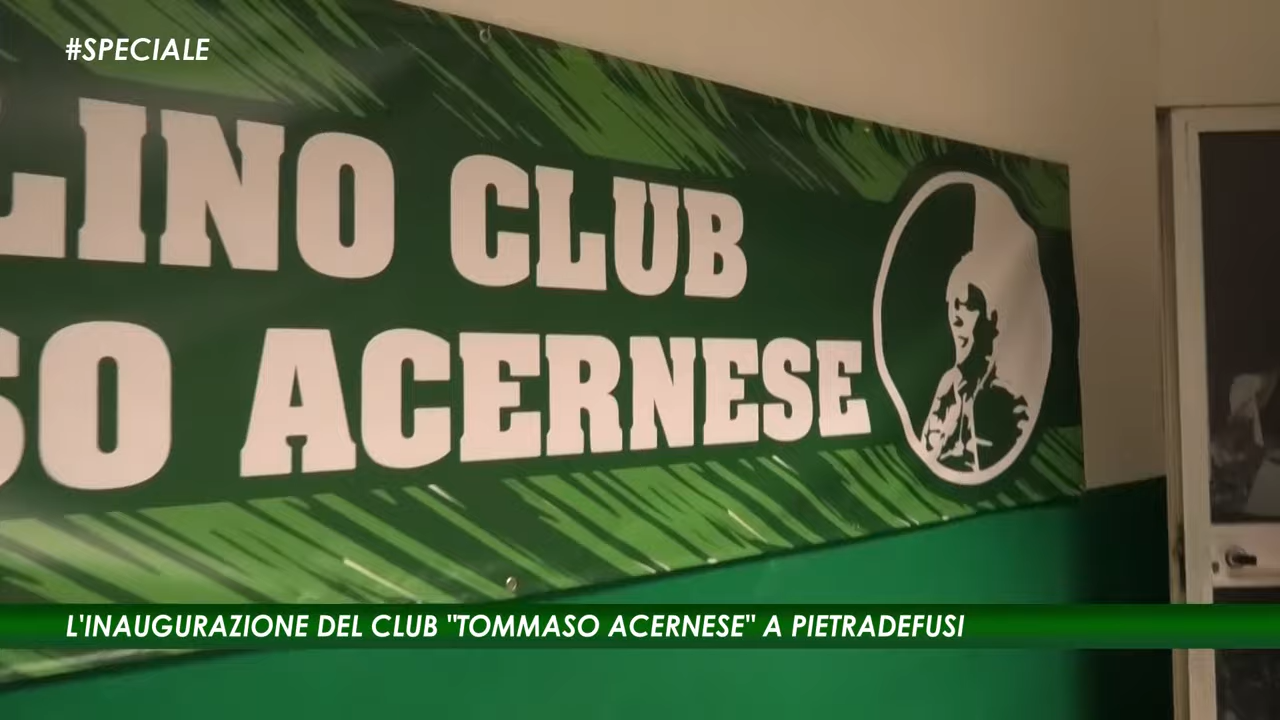 #SPECIALE
LINO CLUB
SO ACERNESE
L'INAUGURAZIONE DEL CLUB "TOMMASO ACERNESE" A PIETRADEFUSI